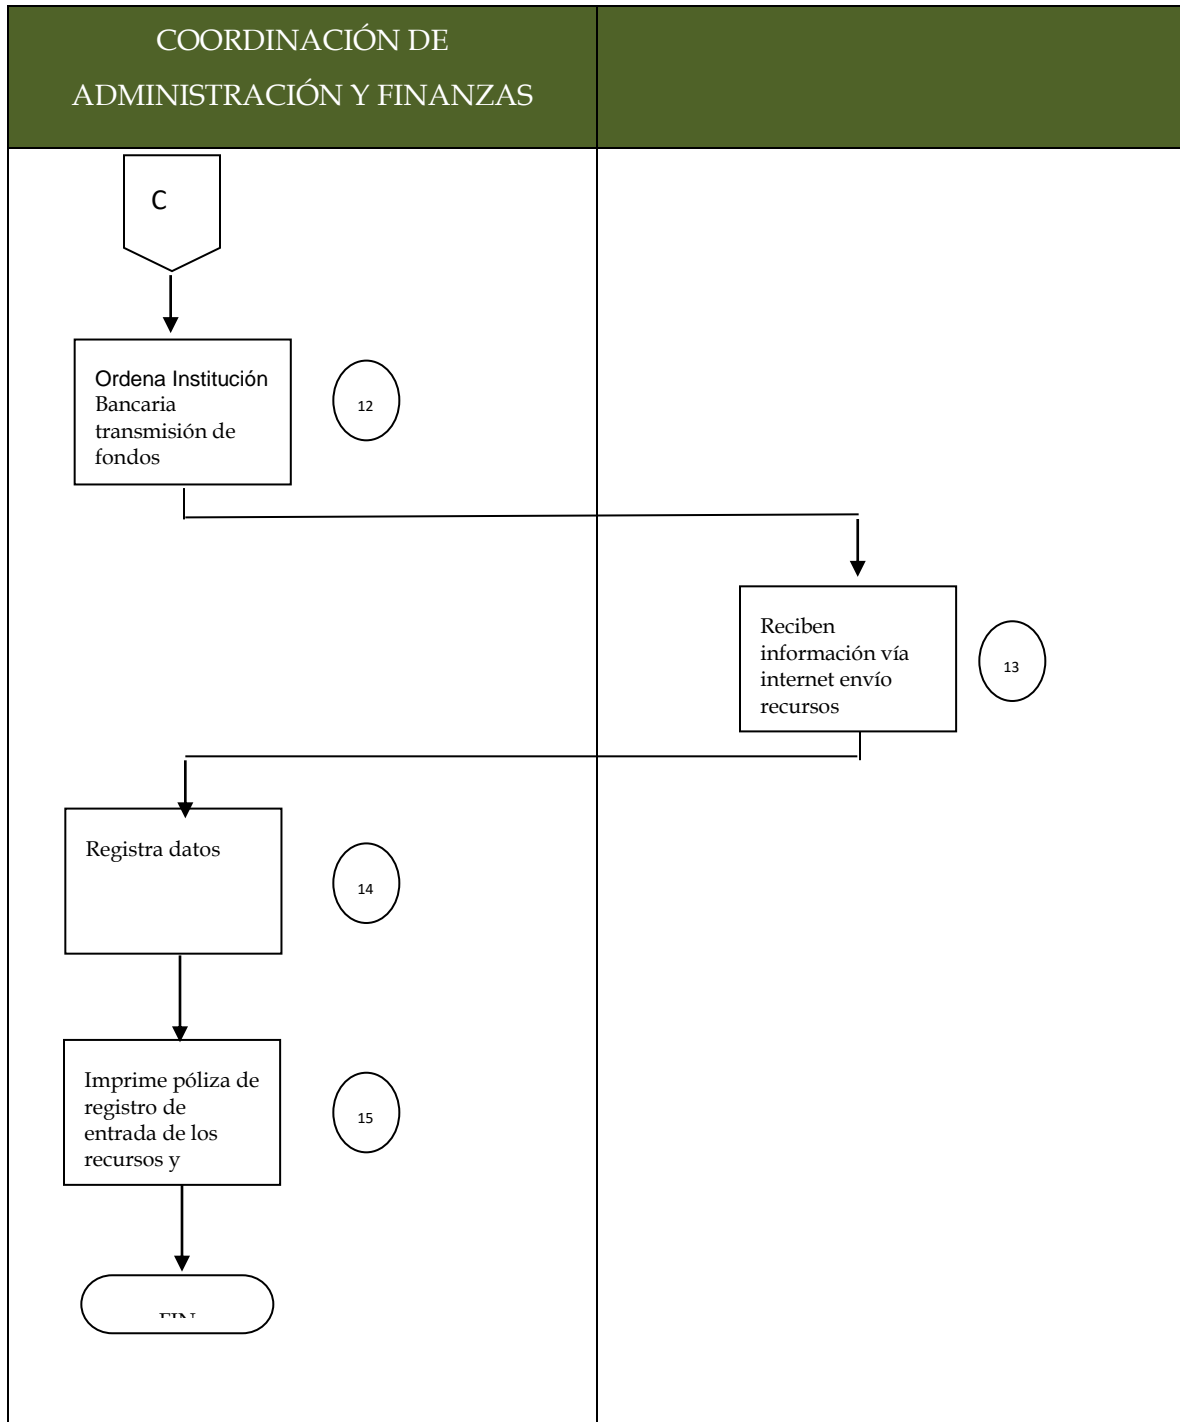 COORDINACIÓN DE
ADMINISTRACIÓN Y FINANZAS
C
Ordena Institución
Bancaria
transmisión de
fondos
12
Reciben
información vía
internet envío
recursos
13
Registra datos
14
Imprime póliza de
registro de
entrada de los
recursos y
15
FIN